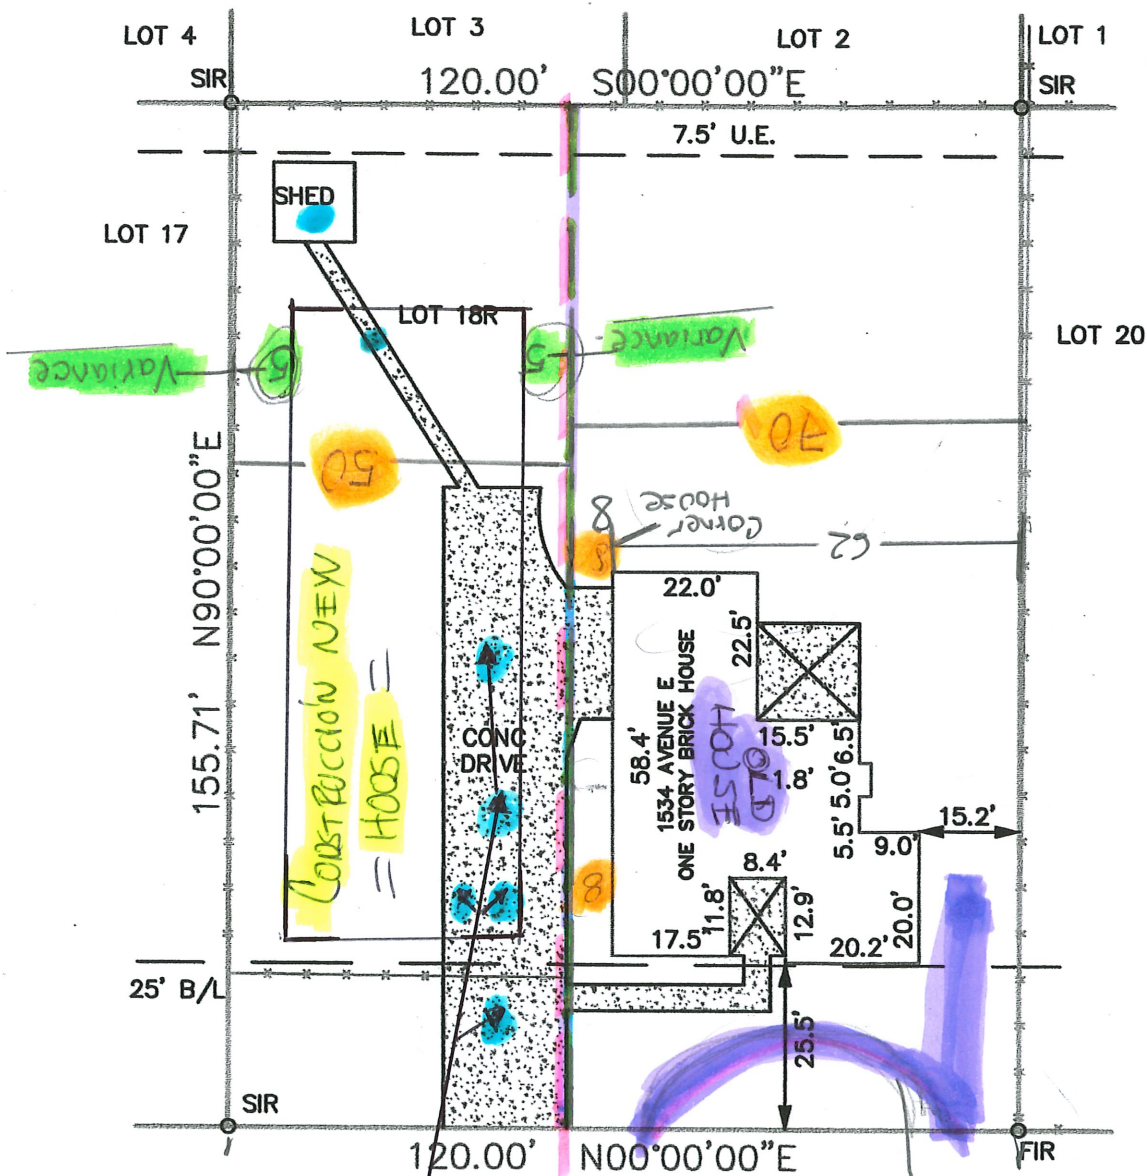 LOT 4
LOT 3
LOT 2
LOT 1
SIR
120.00' S00°00'00"E
SIR
7.5' U.E.
SHED
LOT 17
LOT 18R
LOT 20
Variance
5
5
Variance
50
70
N90°00'00"E
155.71'
8
Corner
House
8
62
22.0'
22.5'
CONSTRUCCIÓN NEW
= HOOSE =
CONC
DRIVE
58.4'
1534 AVENUE E
ONE STORY BRICK HOUSE
OLD
HOUSE
15.5'
6.5'
1.8'
5.0'
5.5'
9.0'
15.2'
8
8.4'
11.8'
12.9'
17.5'
20.2'
20.0'
25' B/L
25.5'
SIR
120.00' N00°00'00"E
FIR